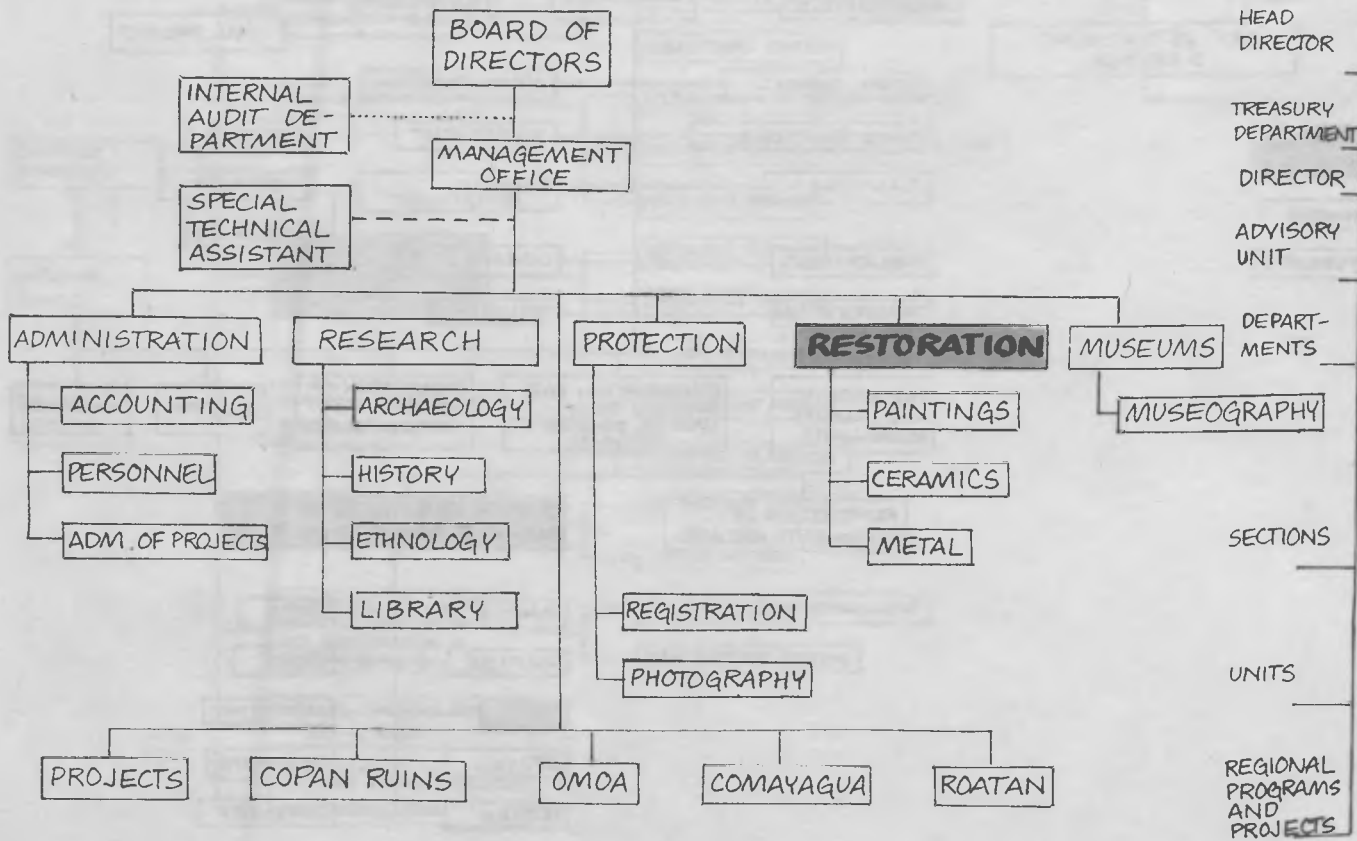 BOARD OF
DIRECTORS
INTERNAL
AUDIT DE-
PARTMENT
MANAGEMENT
OFFICE
SPECIAL
TECHNICAL
ASSISTANT
ADMINISTRATION
ACCOUNTING
PERSONNEL
ADM. OF PROJECTS
RESEARCH
ARCHAEOLOGY
HISTORY
ETHNOLOGY
LIBRARY
PROTECTION
REGISTRATION
PHOTOGRAPHY
RESTORATION
PAINTINGS
CERAMICS
METAL
MUSEUMS
MUSEOGRAPHY
PROJECTS
COPAN RUINS
OMOA
COMAYAGUA
ROATAN
HEAD
DIRECTOR
TREASURY
DEPARTMENT
DIRECTOR
ADVISORY
UNIT
DEPART-
MENTS
SECTIONS
UNITS
REGIONAL
PROGRAMS
AND
PROJECTS